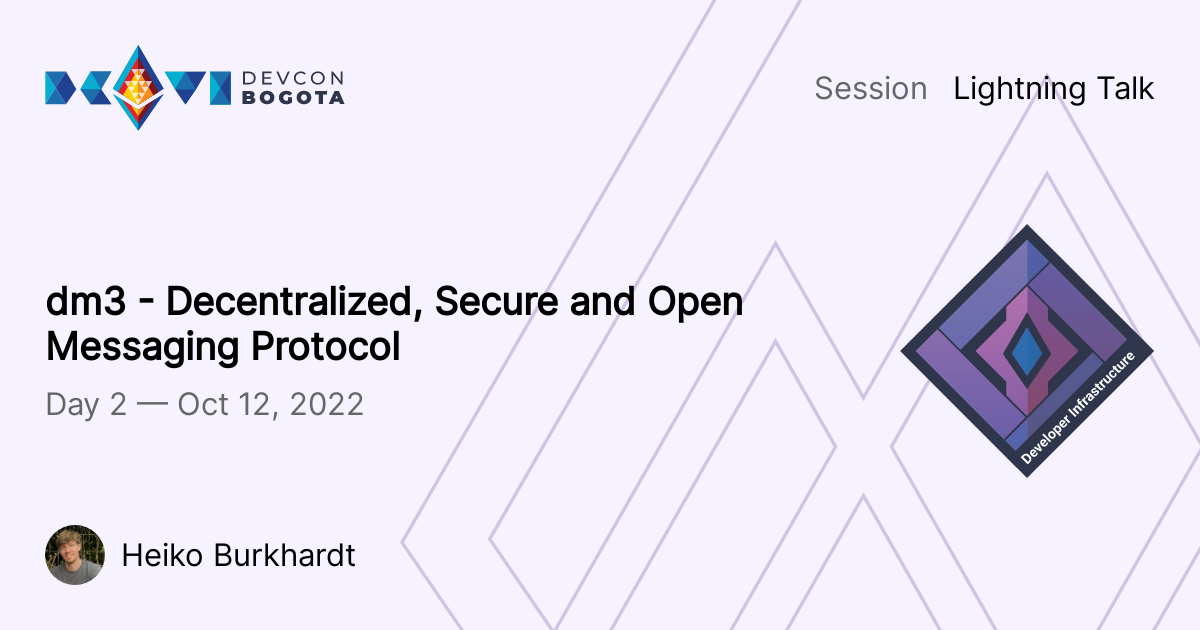 DEVCON
BOGOTA
Session Lightning Talk
dm3 - Decentralized, Secure and Open
Messaging Protocol
Day 2 — Oct 12, 2022
Developer Infrastructure
Heiko Burkhardt